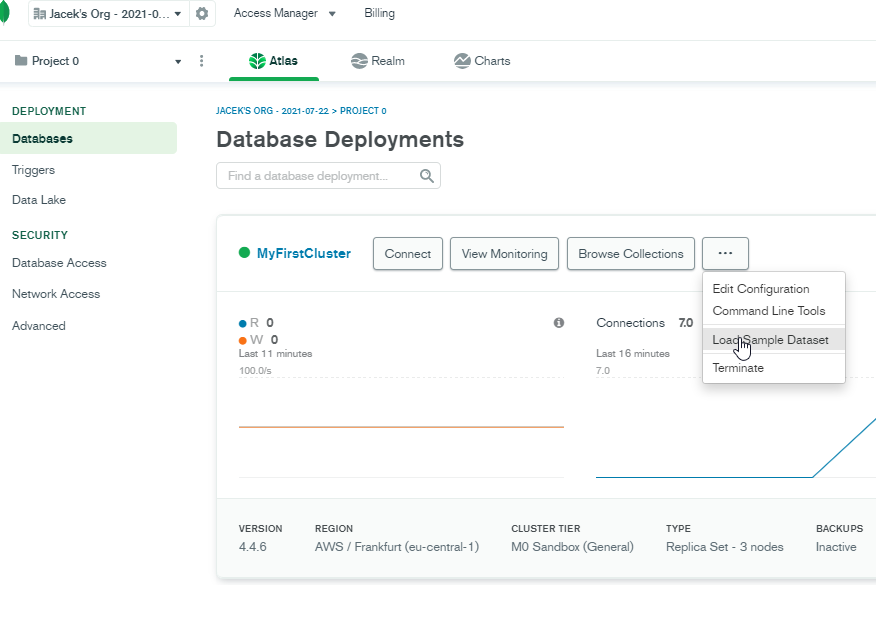 Jacek's Org - 2021-0...
Access Manager
Billing
Project 0
Atlas
Realm
Charts
DEPLOYMENT
Databases
Triggers
Data Lake
SECURITY
Database Access
Network Access
Advanced
JACEK'S ORG - 2021-07-22 > PROJECT 0
Database Deployments
Find a database deployment...
MyFirstCluster
Connect
View Monitoring
Browse Collections
...
Edit Configuration
Command Line Tools
Load Sample Dataset
Terminate
R 0
W 0
Last 11 minutes
100.0/s
Connections 7.0
Last 16 minutes
7.0
VERSION
4.4.6
REGION
AWS / Frankfurt (eu-central-1)
CLUSTER TIER
M0 Sandbox (General)
TYPE
Replica Set - 3 nodes
BACKUPS
Inactive